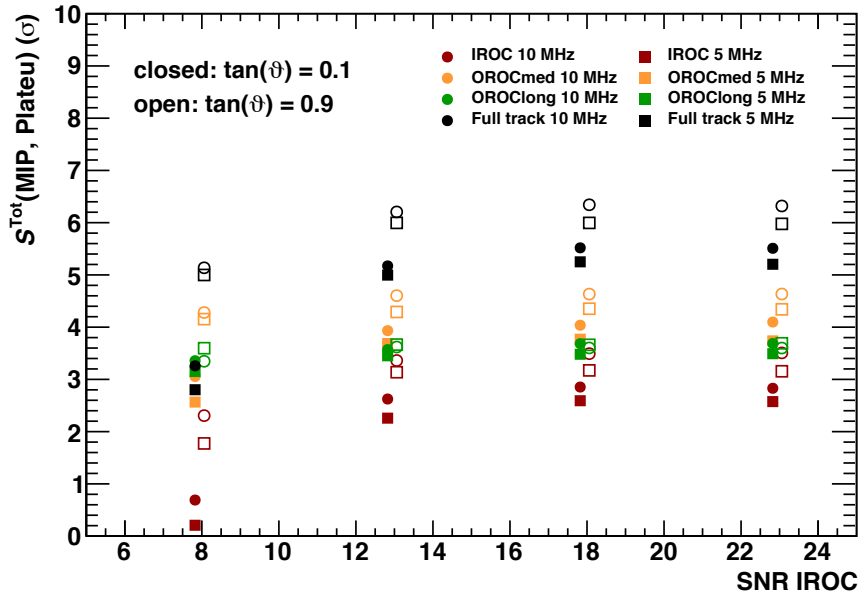 S^Tot(MIP, Plateu) (σ)
10
9
8
7
6
5
4
3
2
1
0
closed: tan(ϑ) = 0.1
open: tan(ϑ) = 0.9
IROC 10 MHz
OROCmed 10 MHz
OROClong 10 MHz
Full track 10 MHz
IROC 5 MHz
OROCmed 5 MHz
OROClong 5 MHz
Full track 5 MHz
6 8 10 12 14 16 18 20 22 24
SNR IROC